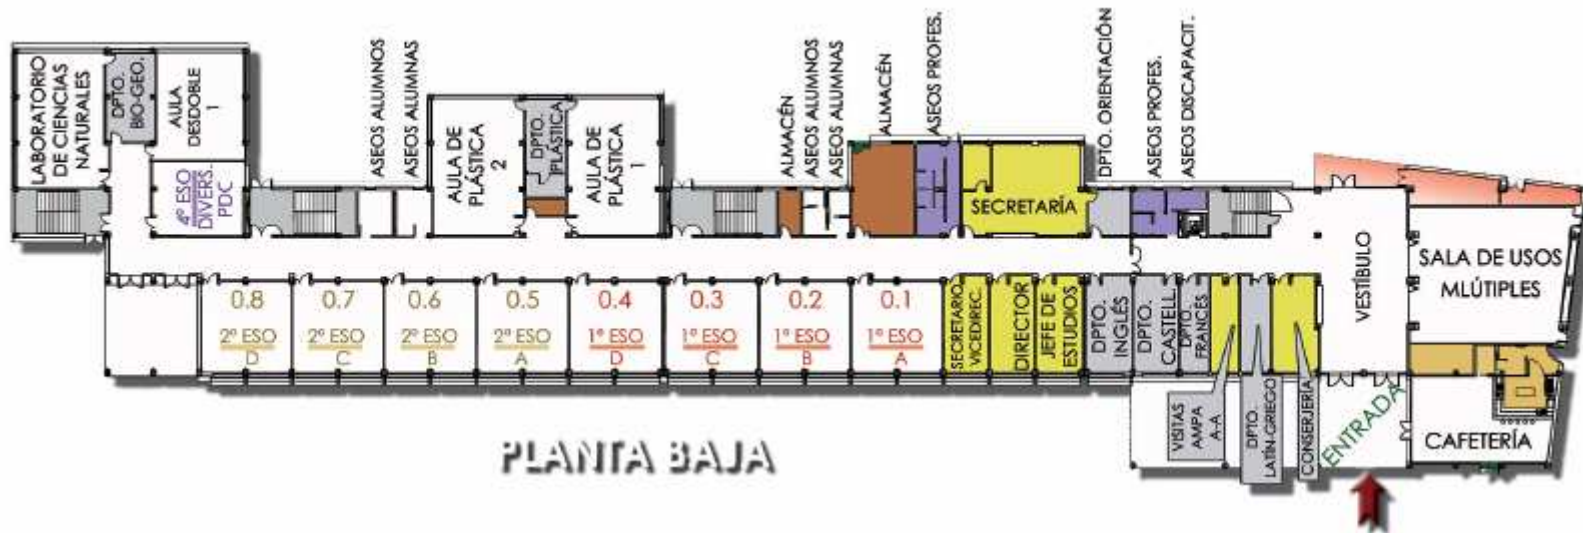 LABORATORIO
DE CIENCIAS
NATURALES
DPTO.
BIO-GEO.
AULA
DESDOBLE
1
4º ESO
DIVERS.
PDC
ASEOS ALUMNOS
ASEOS ALUMNAS
AULA DE
PLÁSTICA
2
DPTO.
PLÁSTICA
AULA DE
PLÁSTICA
1
ALMACÉN
ASEOS ALUMNOS
ASEOS ALUMNAS
ALMACÉN
ASEOS PROFES.
SECRETARÍA
DPTO. ORIENTACIÓN
ASEOS PROFES.
ASEOS DISCAPACIT.
VESTÍBULO
SALA DE USOS
MLÚTIPLES
0.8
2º ESO
D
0.7
2º ESO
C
0.6
2º ESO
B
0.5
2º ESO
A
0.4
1º ESO
D
0.3
1º ESO
C
0.2
1º ESO
B
0.1
1º ESO
A
SECRETARIO
VICEDIREC.
DIRECTOR
JEFE DE
ESTUDIOS
DPTO.
INGLÉS
DPTO.
CASTELL.
DPTO.
FRANCÉS
VISITAS
AMPA
A-A
DPTO.
LATÍN-GRIEGO
CONSERJERÍA
ENTRADA
CAFETERÍA
PLANTA BAJA